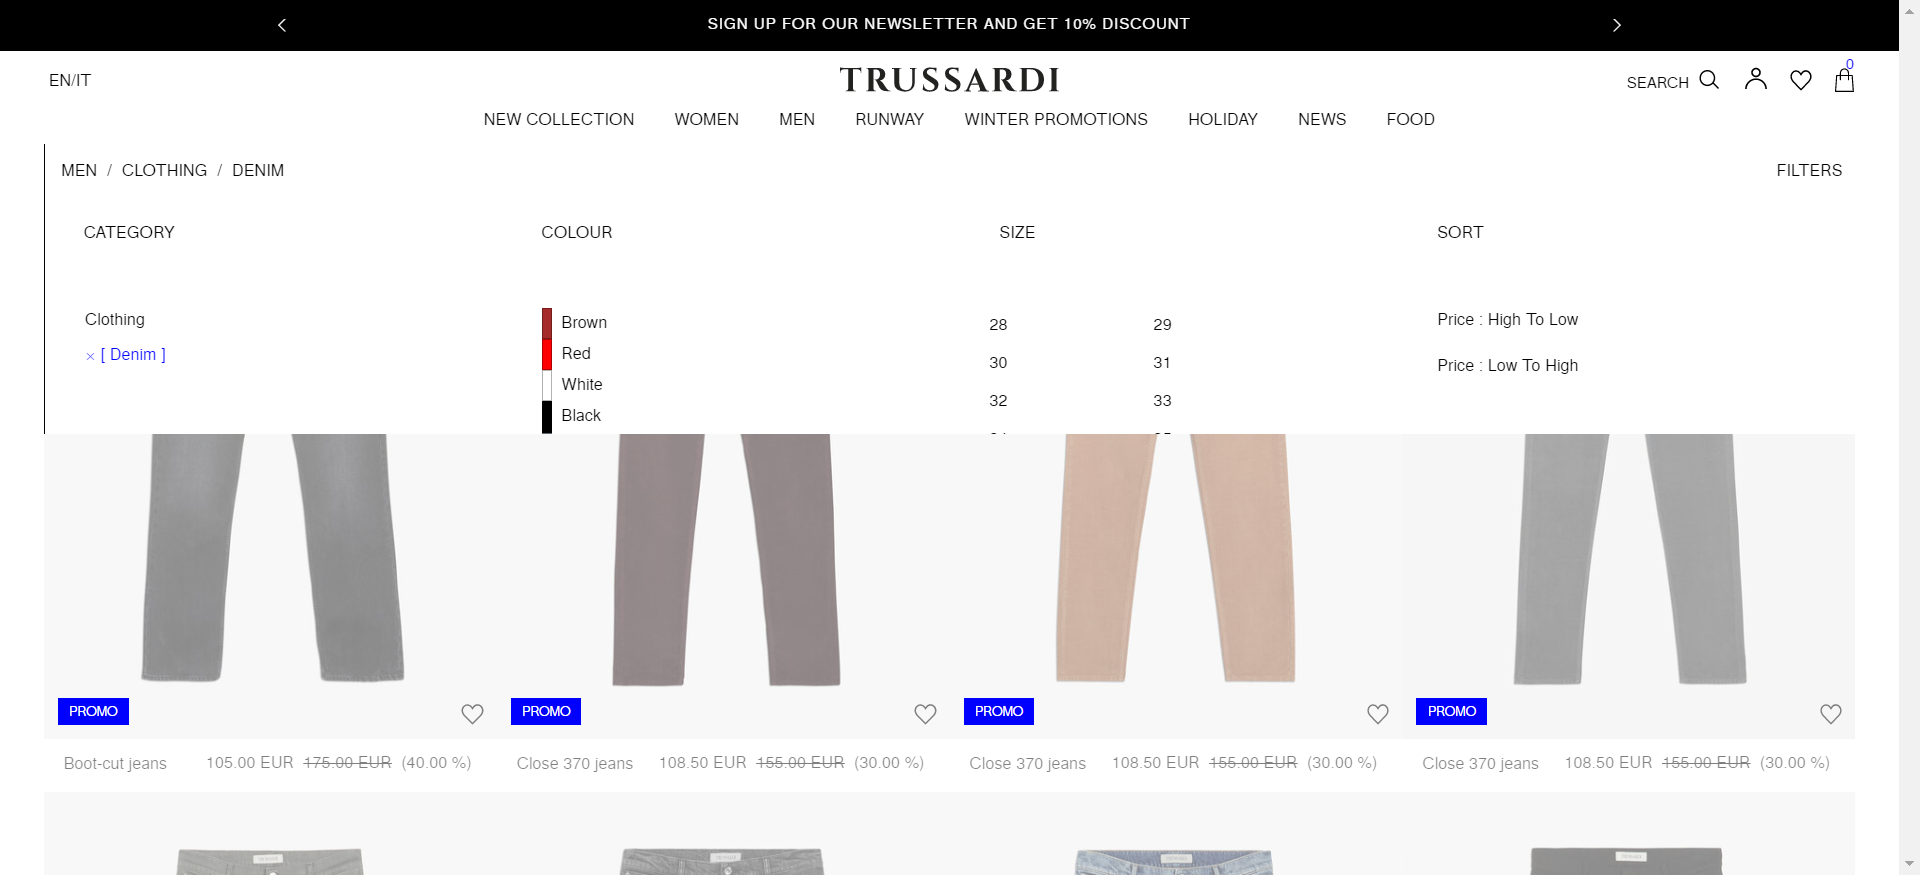 SIGN UP FOR OUR NEWSLETTER AND GET 10% DISCOUNT
EN/IT
TRUSSARDI
SEARCH
0
NEW COLLECTION WOMEN MEN RUNWAY WINTER PROMOTIONS HOLIDAY NEWS FOOD
MEN / CLOTHING / DENIM
FILTERS
CATEGORY
COLOUR
SIZE
SORT
Clothing
× [ Denim ]
Brown
Red
White
Black
28 29
30 31
32 33
Price : High To Low
Price : Low To High
PROMO
PROMO
PROMO
PROMO
Boot-cut jeans 105.00 EUR 175.00 EUR (40.00 %)
Close 370 jeans 108.50 EUR 155.00 EUR (30.00 %)
Close 370 jeans 108.50 EUR 155.00 EUR (30.00 %)
Close 370 jeans 108.50 EUR 155.00 EUR (30.00 %)